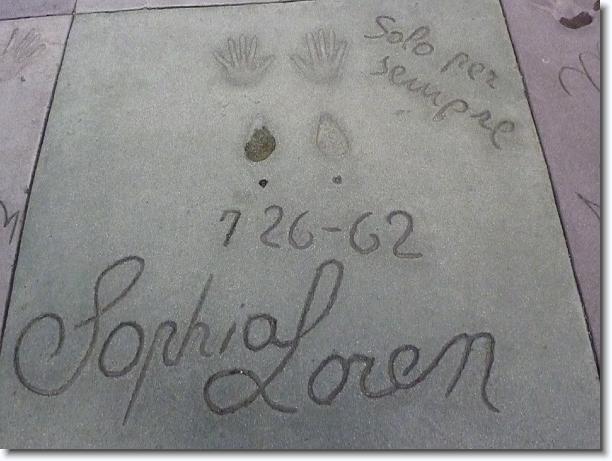 Solo per
sempre
7 26-62
Sophia
Loren